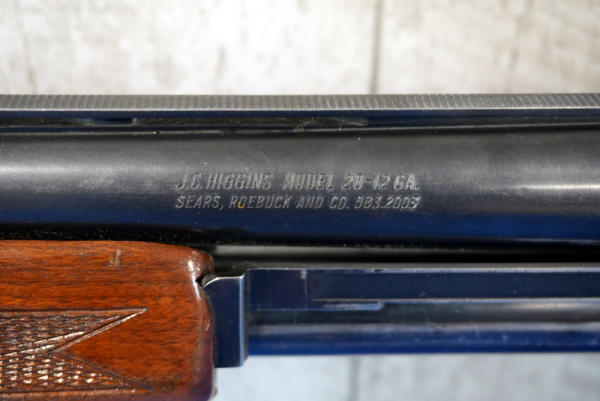 J.C. HIGGINS MODEL 20-12 GA.
SEARS, ROEBUCK AND CO. 583.2003